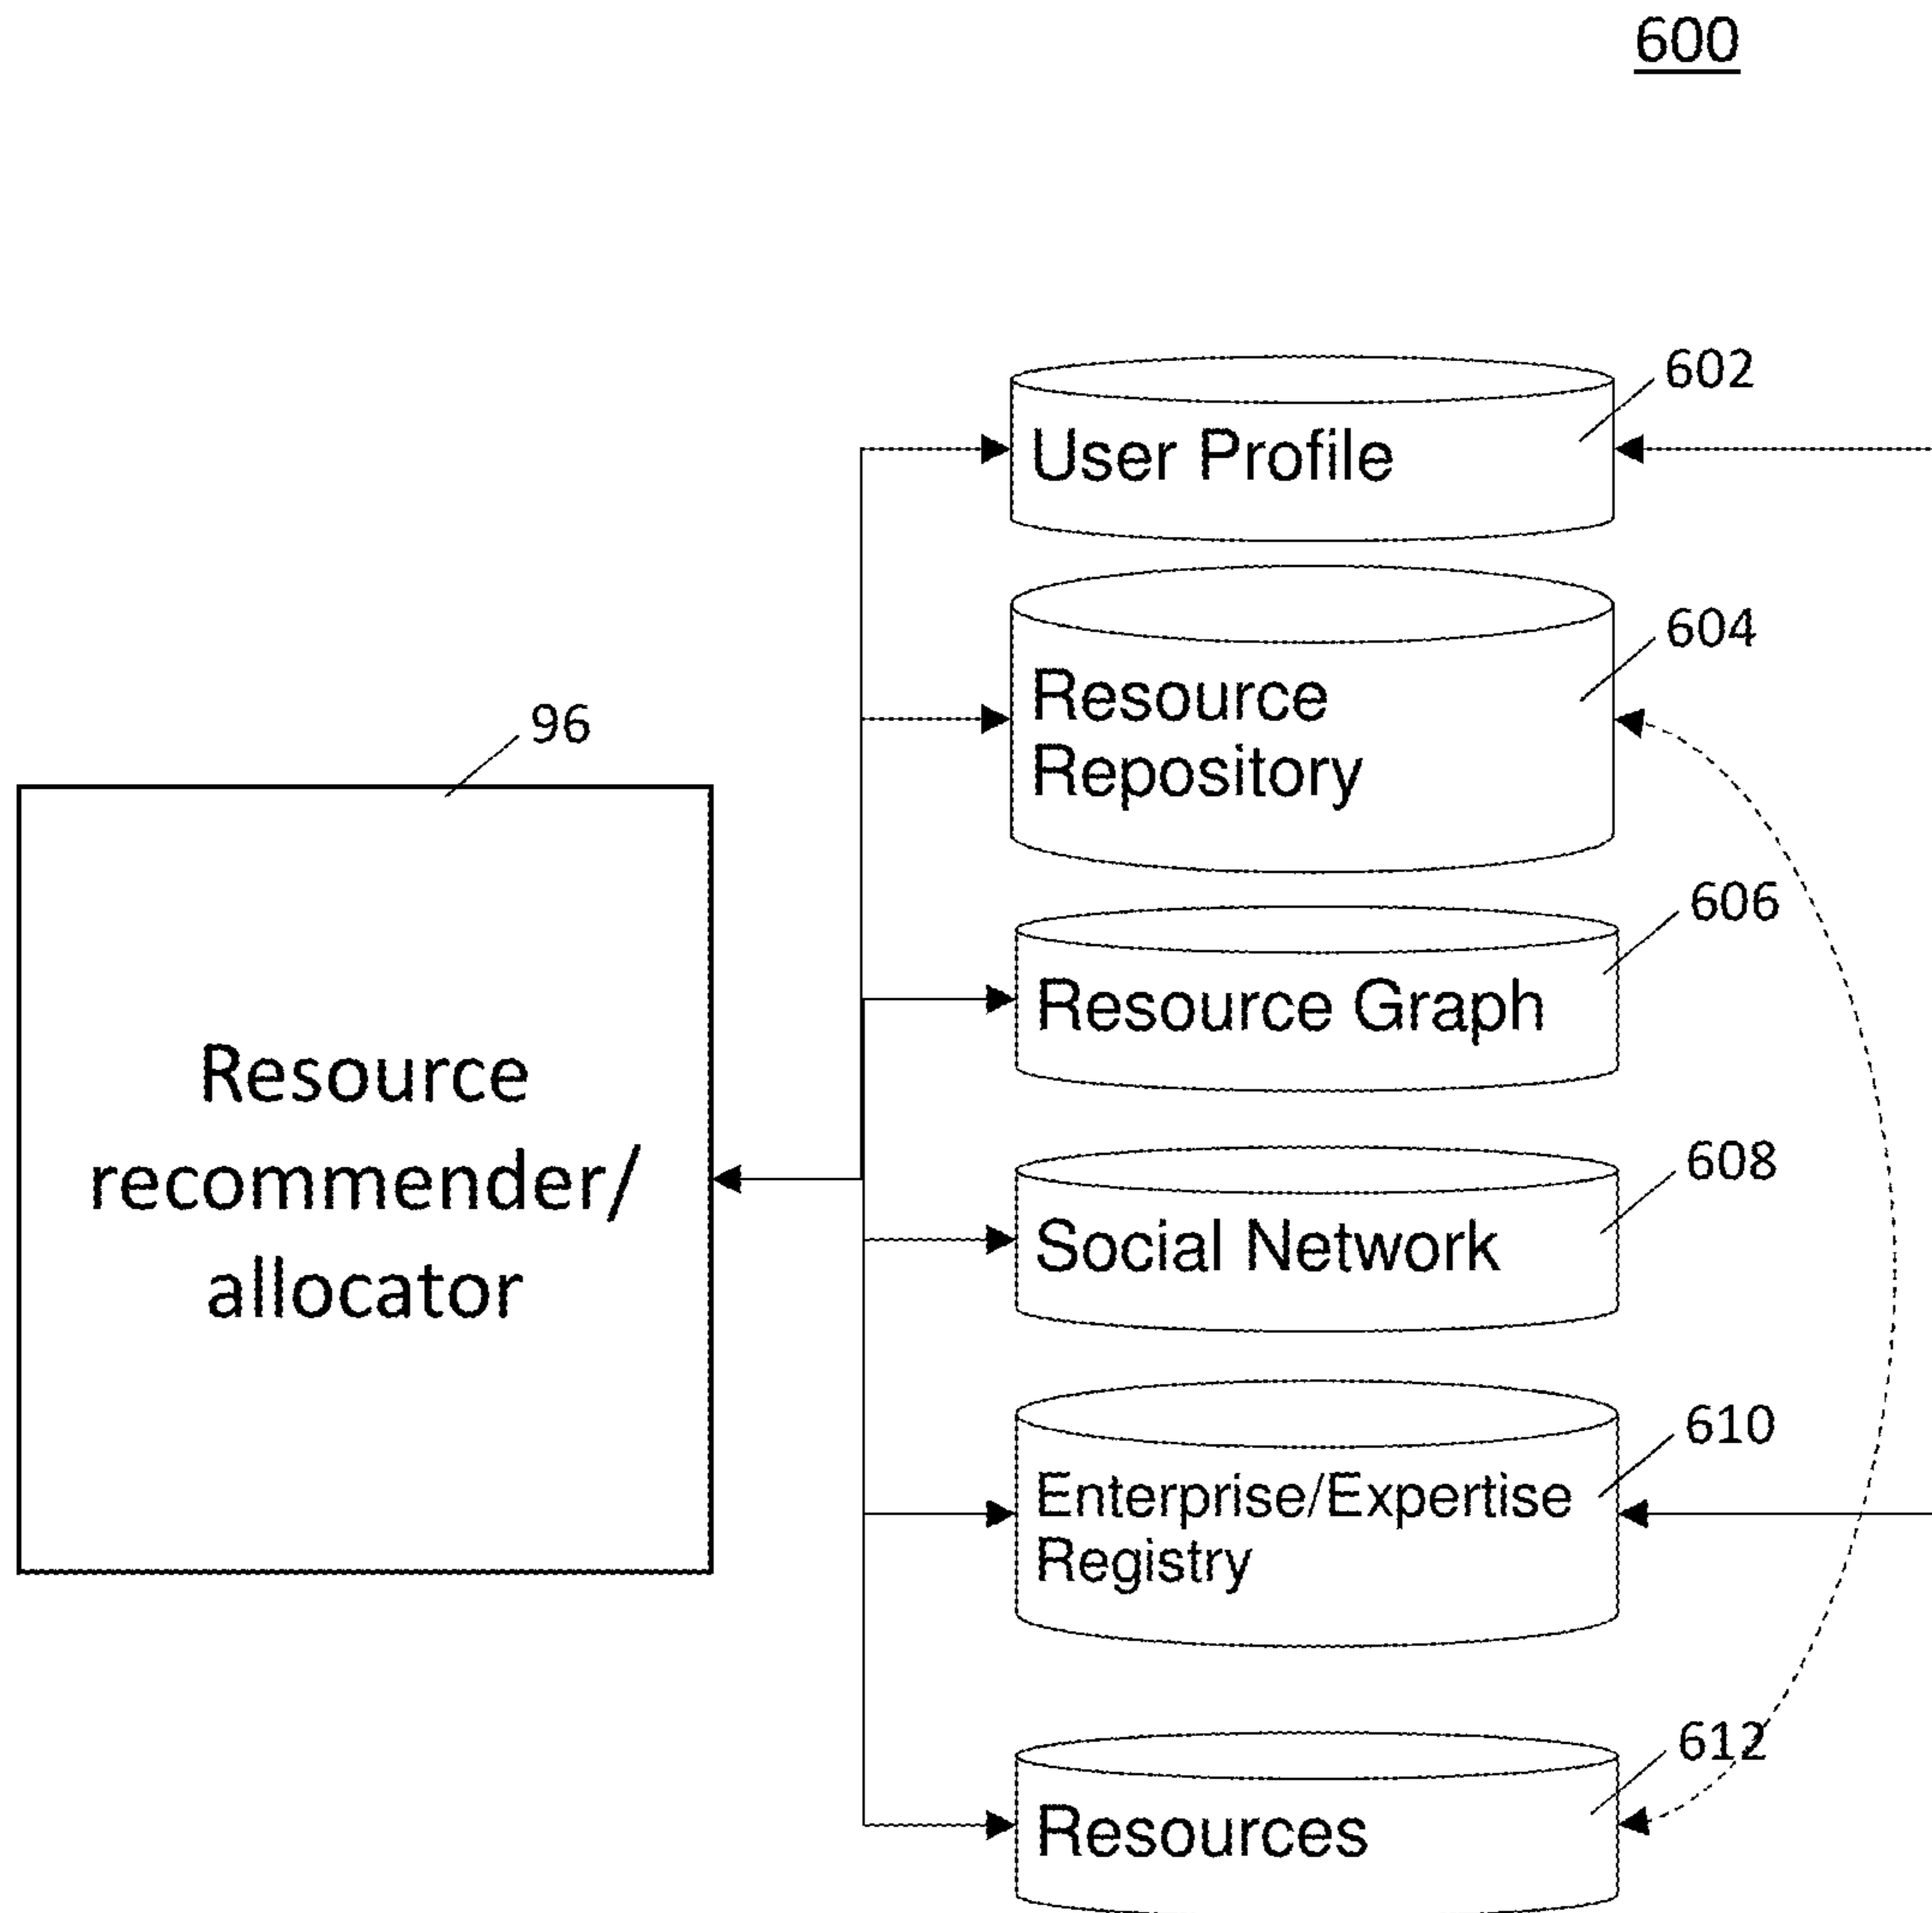 600
602
User Profile
604
Resource
Repository
96
606
Resource Graph
Resource
recommender/
allocator
608
Social Network
610
Enterprise/Expertise
Registry
612
Resources